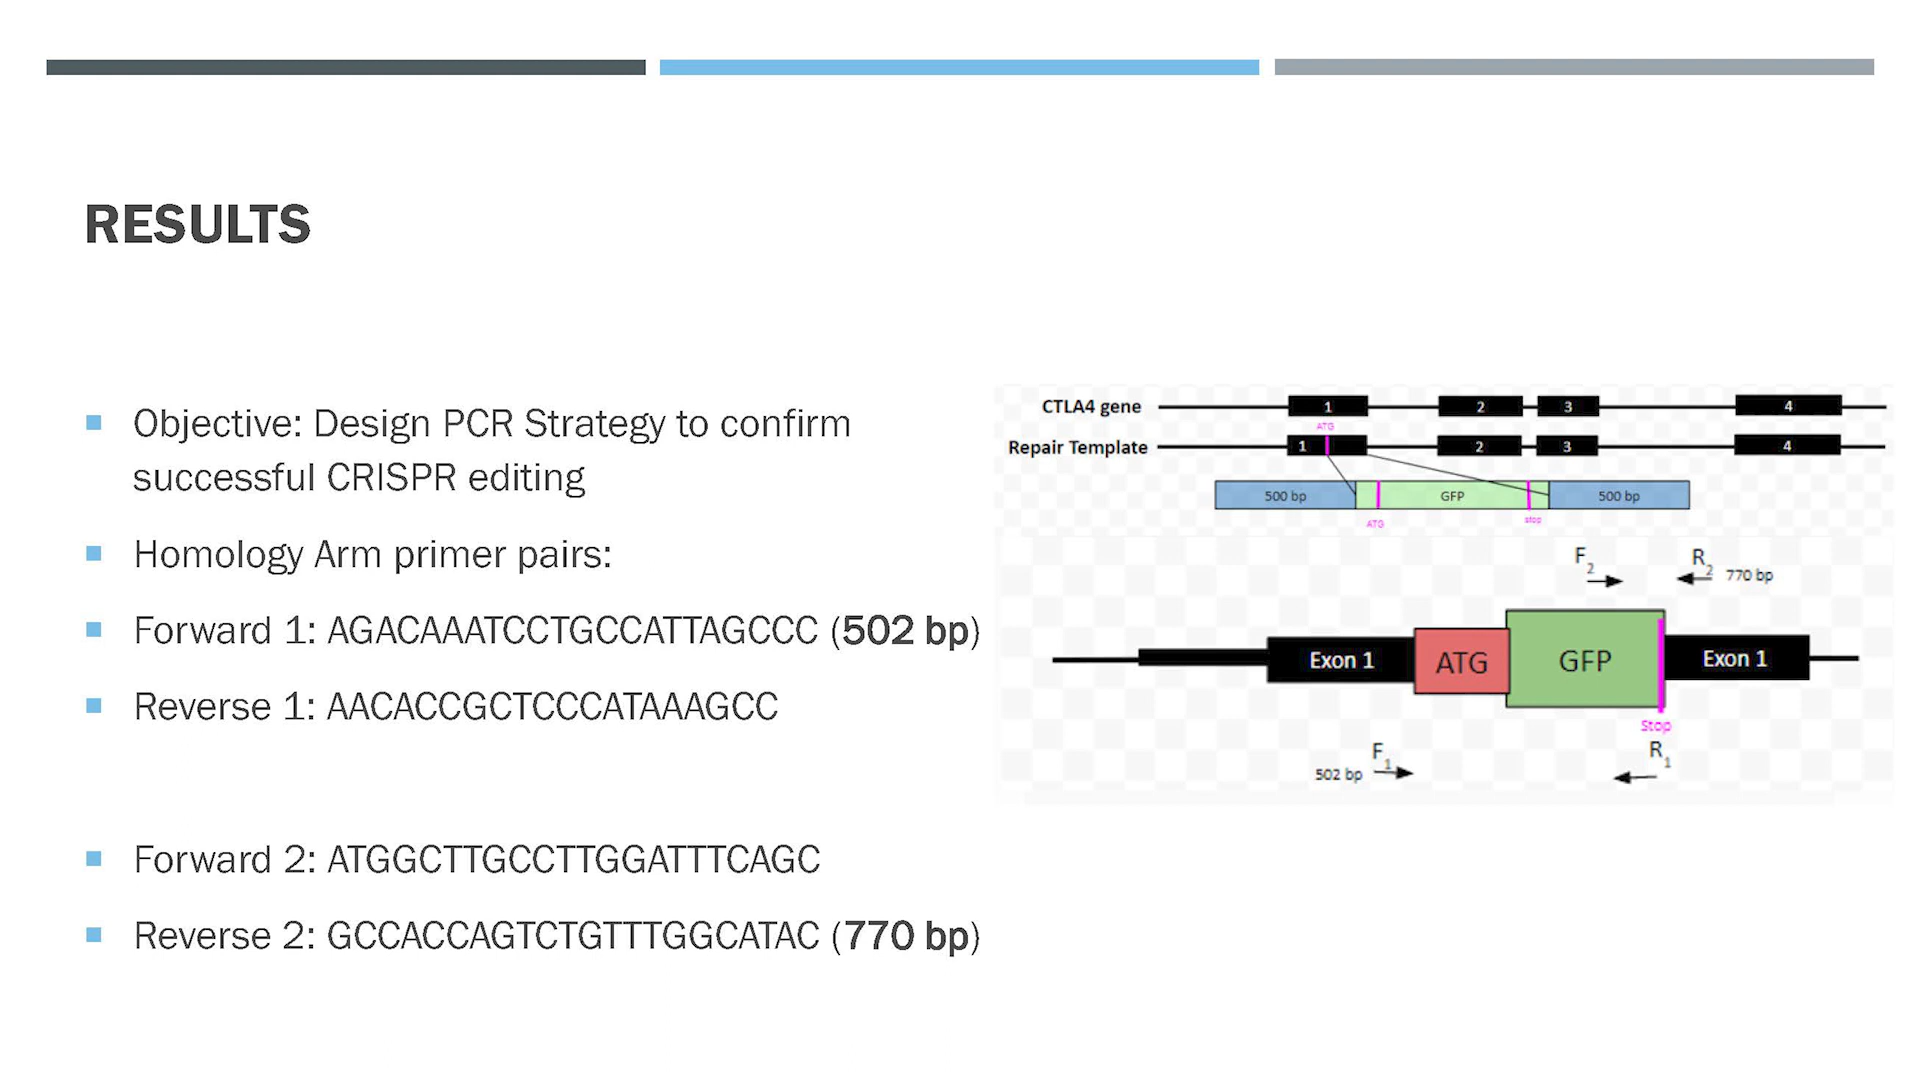 RESULTS
Objective: Design PCR Strategy to confirm
successful CRISPR editing
Homology Arm primer pairs:
Forward 1: AGACAAATCCTGCCATTAGCCC (502 bp)
Reverse 1: AACACCGCTCCCATAAAGCC
Forward 2: ATGGCTTGCCTTGGATTTCAGC
Reverse 2: GCCACCAGTCTGTTTGGCATAC (770 bp)
CTLA4 gene 1 2 3 4
ATG
Repair Template 1 2 3 4
500 bp GFP 500 bp
ATG stop
F2 R2 770 bp
Exon 1 ATG GFP Exon 1
Stop
502 bp F1 R1